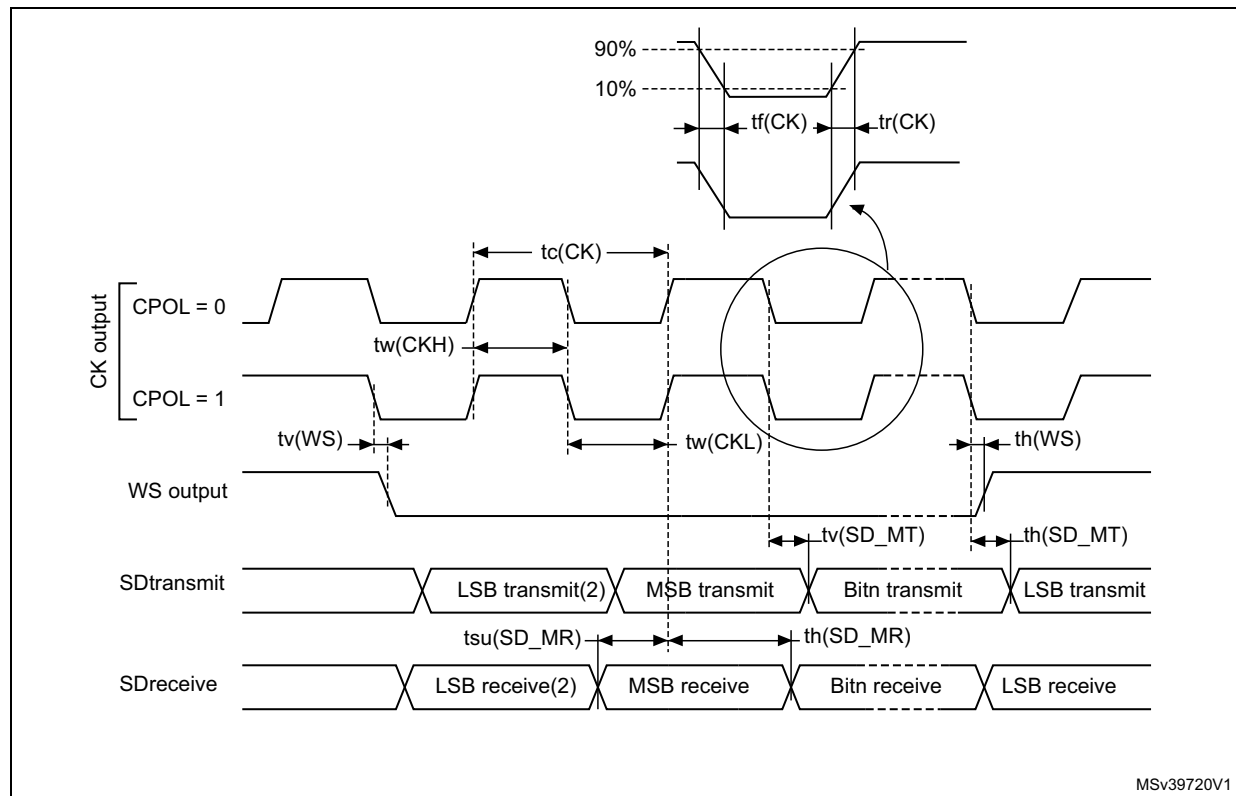 90%
10%
tf(CK)
tr(CK)
tc(CK)
CK output
CPOL = 0
tw(CKH)
CPOL = 1
tv(WS)
tw(CKL)
th(WS)
WS output
tv(SD_MT)
th(SD_MT)
SDtransmit
LSB transmit(2)
MSB transmit
Bitn transmit
LSB transmit
tsu(SD_MR)
th(SD_MR)
SDreceive
LSB receive(2)
MSB receive
Bitn receive
LSB receive
MSv39720V1